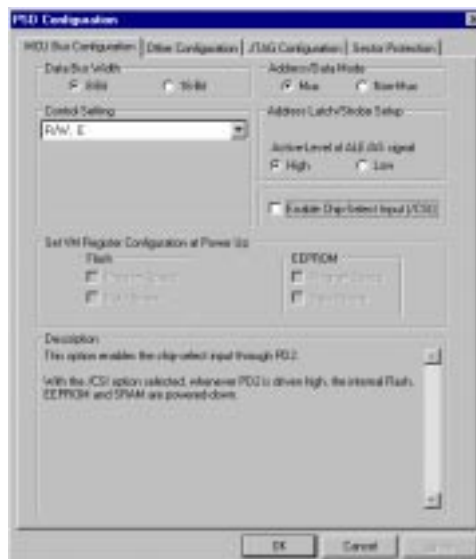 PSD Configuration
MCU Bus Configuration Other Configuration JTAG Configuration Sector Protection
Data Bus Width
8-Bit 16-Bit
Address/Data Mode
Mux Non-Mux
Control Setting
R/W, E
Address Latch/Strobe Setup
Active Level of ALE/AS signal
High Low
Enable Chip-Select Input (/CSI)
Set VM Register Configuration at Power Up
Flash
EEPROM
Description
This option enables the chip-select input through PD2.
With the /CSI option selected, whenever PD2 is driven high, the internal Flash,
EEPROM and SRAM are powered-down.
OK Cancel